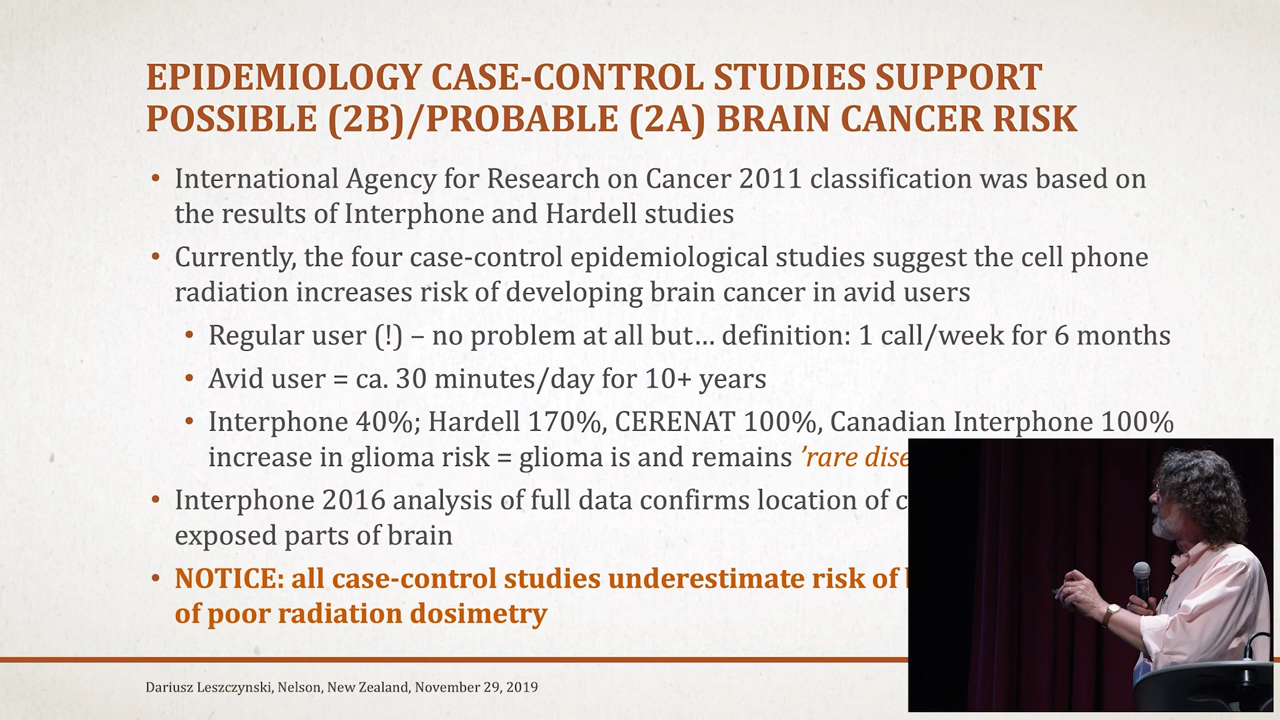 EPIDEMIOLOGY CASE-CONTROL STUDIES SUPPORT
POSSIBLE (2B)/PROBABLE (2A) BRAIN CANCER RISK
• International Agency for Research on Cancer 2011 classification was based on
the results of Interphone and Hardell studies
• Currently, the four case-control epidemiological studies suggest the cell phone
radiation increases risk of developing brain cancer in avid users
• Regular user (!) – no problem at all but... definition: 1 call/week for 6 months
• Avid user = ca. 30 minutes/day for 10+ years
• Interphone 40%; Hardell 170%, CERENAT 100%, Canadian Interphone 100%
increase in glioma risk = glioma is and remains ’rare
• Interphone 2016 analysis of full data confirms location of
exposed parts of brain
• NOTICE: all case-control studies underestimate risk of
of poor radiation dosimetry
Dariusz Leszczynski, Nelson, New Zealand, November 29, 2019